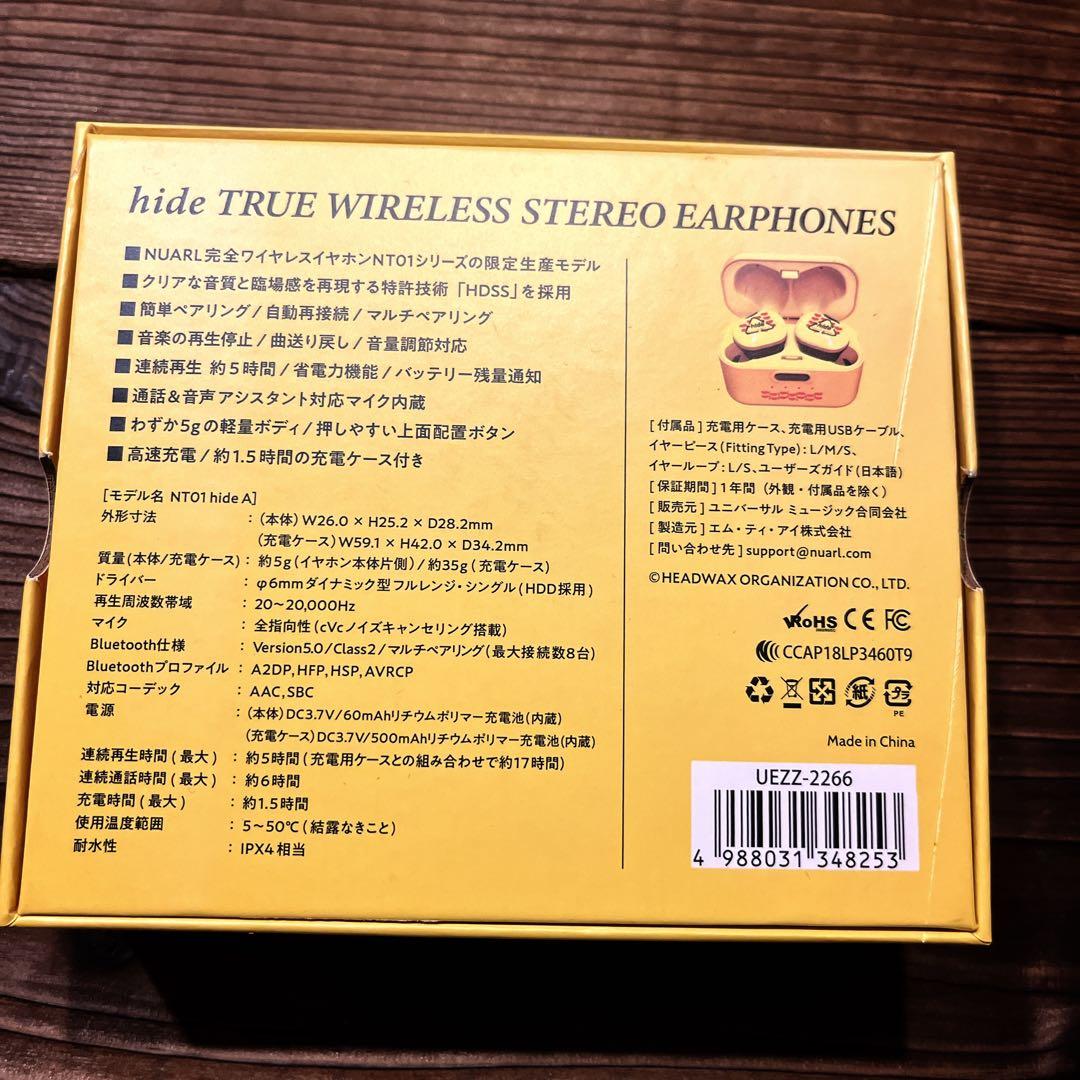 hide TRUE WIRELESS STEREO EARPHONES
■NUARL完全ワイヤレスイヤホンNT01シリーズの限定生産モデル
■クリアな音質と臨場感を再現する特許技術「HDSS」を採用
■簡単ペアリング/自動再接続/マルチペアリング
■音楽の再生停止/曲送り戻し/音量調節対応
■連続再生 約5時間/省電力機能/バッテリー残量通知
■通話&音声アシスタント対応マイク内蔵
■わずか5gの軽量ボディ/押しやすい上面配置ボタン
■高速充電/約1.5時間の充電ケース付き
[モデル名 NT01 hide A]
外形寸法 :(本体)W26.0 × H25.2 × D28.2mm
(充電ケース)W59.1 × H42.0 × D34.2mm
質量(本体/充電ケース):約5g(イヤホン本体片側)/約35g(充電ケース)
ドライバー : φ6mmダイナミック型フルレンジ・シングル(HDD採用)
再生周波数帯域 : 20~20,000Hz
マイク : 全指向性(cVcノイズキャンセリング搭載)
Bluetooth仕様 : Version5.0/Class2/マルチペアリング(最大接続数8台)
Bluetoothプロファイル : A2DP,HFP,HSP,AVRCP
対応コーデック : AAC,SBC
電源 :(本体)DC3.7V/60mAhリチウムポリマー充電池(内蔵)
(充電ケース)DC3.7V/500mAhリチウムポリマー充電池(内蔵)
連続再生時間(最大) : 約5時間(充電用ケースとの組み合わせで約17時間)
連続通話時間(最大) : 約6時間
充電時間(最大) : 約1.5時間
使用温度範囲 : 5~50℃(結露なきこと)
耐水性 : IPX4相当
hide
hide
[付属品]充電用ケース、充電用USBケーブル、
イヤーピース(Fitting Type):L/M/S、
イヤーループ:L/S、ユーザーズガイド(日本語)
[保証期間]1年間(外観・付属品を除く)
[販売元]ユニバーサル ミュージック合同会社
[製造元]エム・ティ・アイ株式会社
[問い合わせ先]support@nuarl.com
©HEADWAX ORGANIZATION CO., LTD.
RoHS CE FC
CCAP18LP3460T9
紙 プラ
PE
Made in China
UEZZ-2266
4 988031 348253